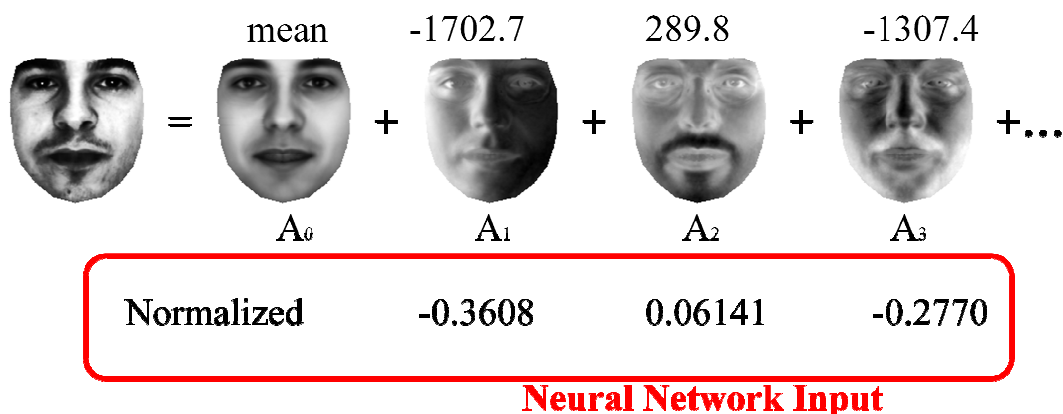 mean -1702.7 289.8 -1307.4
= + + + +...
A0 A1 A2 A3
Normalized -0.3608 0.06141 -0.2770
Neural Network Input